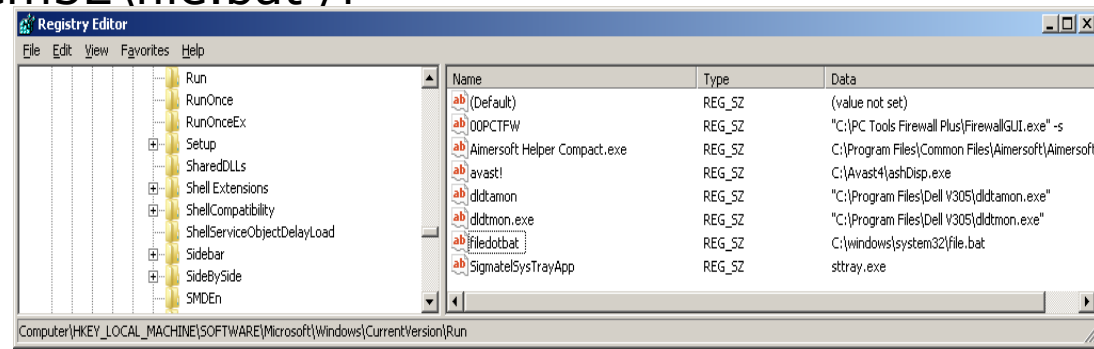 Registry Editor
File Edit View Favorites Help
Run
RunOnce
RunOnceEx
Setup
SharedDLLs
Shell Extensions
ShellCompatibility
ShellServiceObjectDelayLoad
Sidebar
SideBySide
SMDEn
Name Type Data
(Default) REG_SZ (value not set)
00PCTFW REG_SZ "C:\PC Tools Firewall Plus\FirewallGUI.exe" -s
Aimersoft Helper Compact.exe REG_SZ C:\Program Files\Common Files\Aimersoft\Aimersoft
avast! REG_SZ C:\Avast4\ashDisp.exe
dldtamon REG_SZ "C:\Program Files\Dell V305\dldtamon.exe"
dldtmon.exe REG_SZ "C:\Program Files\Dell V305\dldtmon.exe"
filedotbat REG_SZ C:\windows\system32\file.bat
SigmatelSysTrayApp REG_SZ sttray.exe
Computer\HKEY_LOCAL_MACHINE\SOFTWARE\Microsoft\Windows\CurrentVersion\Run